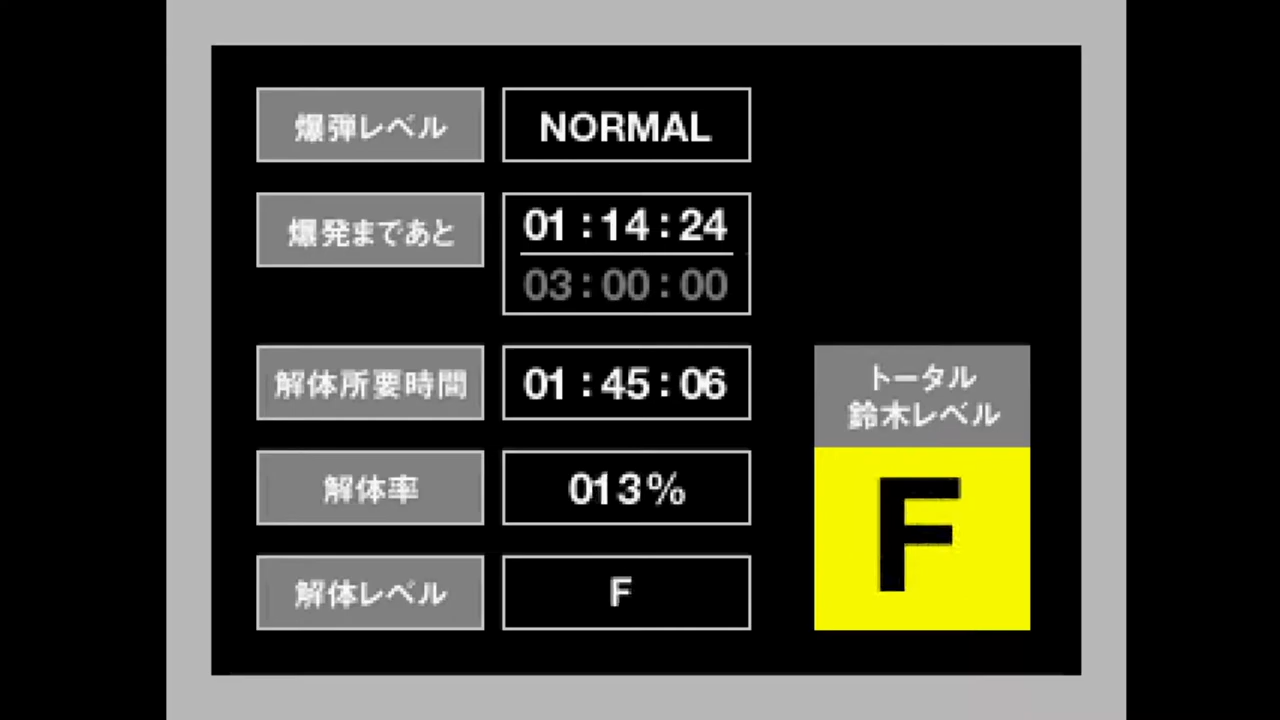 爆弾レベル
NORMAL
爆発まであと
01:14:24
03:00:00
解体所要時間
01:45:06
解体率
013%
解体レベル
F
トータル
鈴木レベル
F